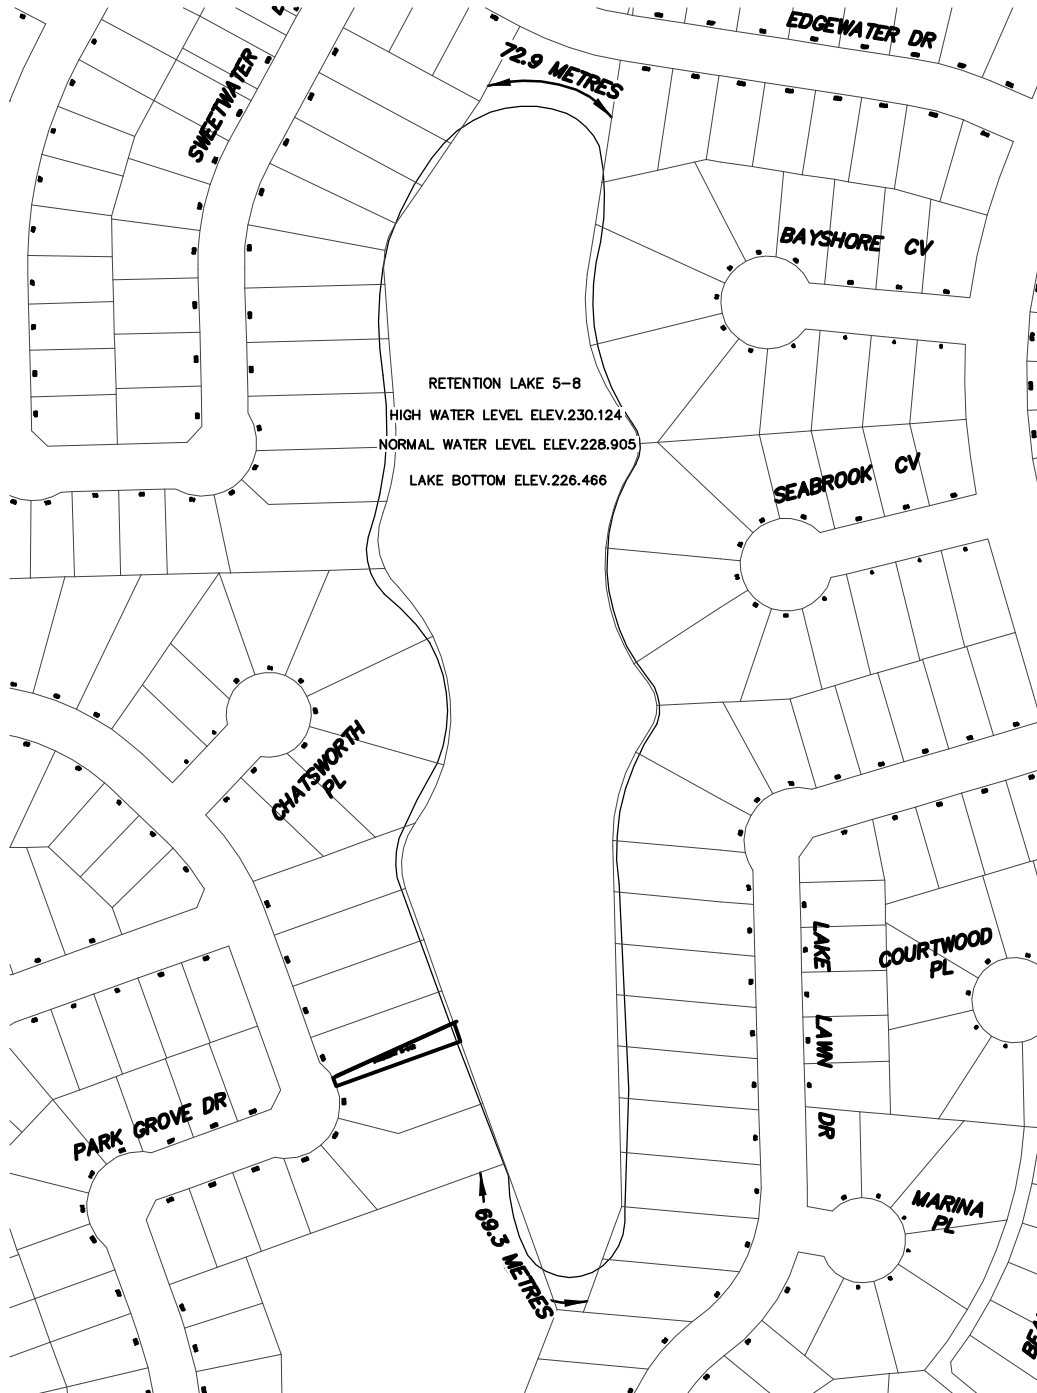 EDGEWATER DR
SWEETWATER
72.9 METRES
BAYSHORE CV
RETENTION LAKE 5-8
HIGH WATER LEVEL ELEV.230.124
NORMAL WATER LEVEL ELEV.228.905
LAKE BOTTOM ELEV.226.466
SEABROOK CV
CHATSWORTH
PL
LAKE LAWN DR
COURTWOOD
PL
PARK GROVE DR
MARINA
PL
69.3 METRES